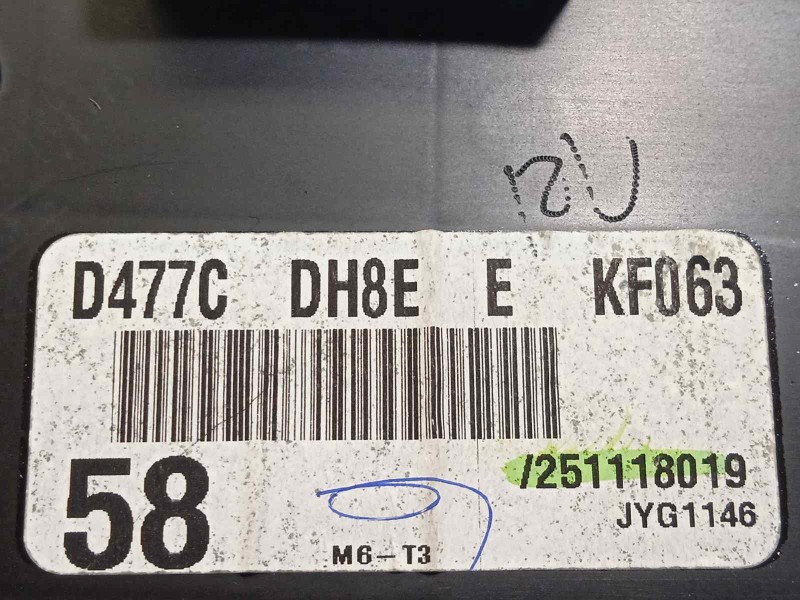 D477C DH8E E KF063
/251118019
58
JYG1146
M6-T3